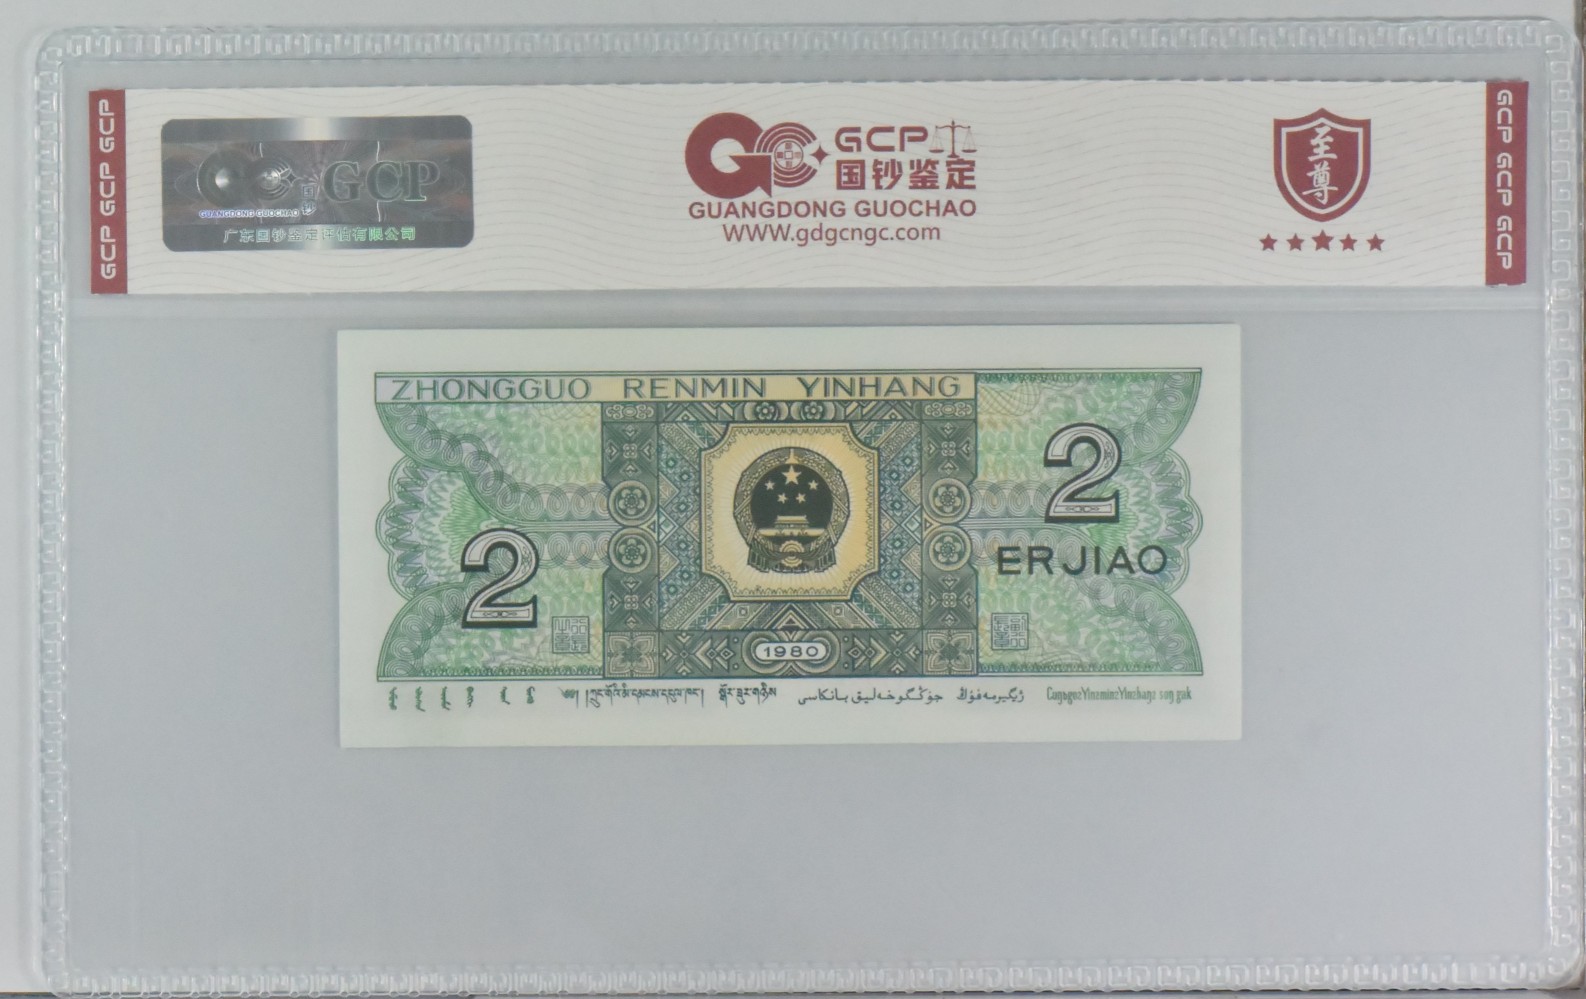 GCP GCP GCP
GCP
国钞
GUANGDONG GUOCHAO
广东国钞鉴定评估有限公司
GCP
国钞鉴定
GUANGDONG GUOCHAO
WWW.gdgcngc.com
至尊
GCP GCP GCP
ZHONGGUO RENMIN YINHANG
2
ERJIAO
2
1980